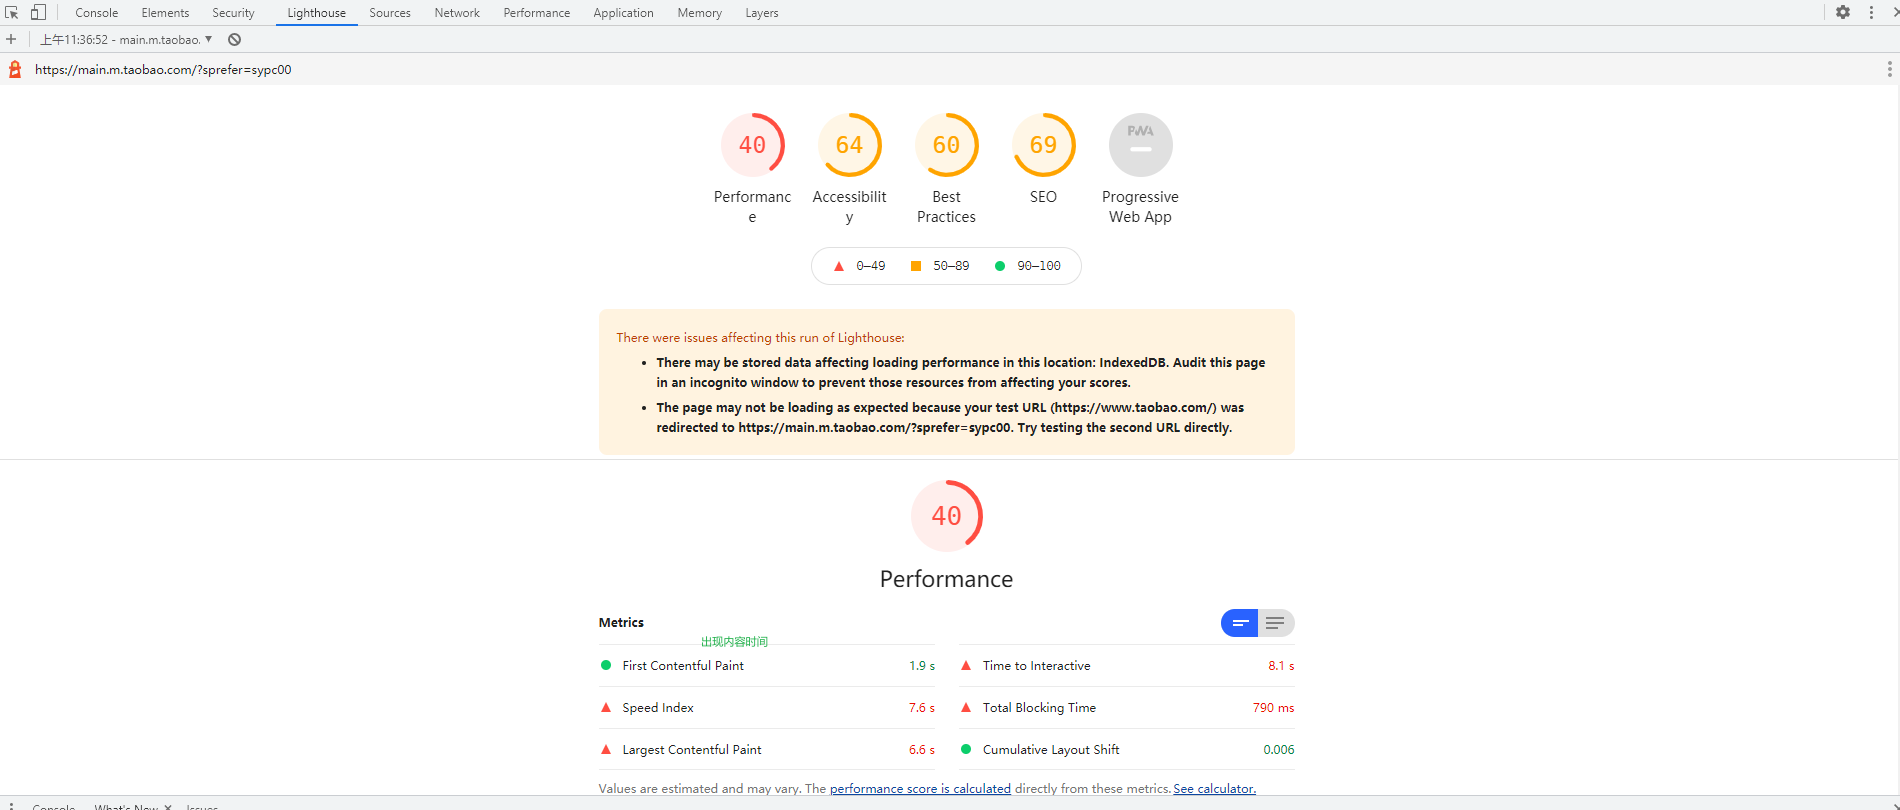 Console Elements Security Lighthouse Sources Network Performance Application Memory Layers
上午11:36:52 - main.m.taobao.
https://main.m.taobao.com/?sprefer=sypc00
40 64 60 69 PWA
Performanc
e
Accessibilit
y
Best
Practices
SEO
Progressive
Web App
0–49 50–89 90–100
There were issues affecting this run of Lighthouse:
• There may be stored data affecting loading performance in this location: IndexedDB. Audit this page
in an incognito window to prevent those resources from affecting your scores.
• The page may not be loading as expected because your test URL (https://www.taobao.com/) was
redirected to https://main.m.taobao.com/?sprefer=sypc00. Try testing the second URL directly.
40
Performance
Metrics
出现内容时间
First Contentful Paint 1.9 s
Time to Interactive 8.1 s
Speed Index 7.6 s
Total Blocking Time 790 ms
Largest Contentful Paint 6.6 s
Cumulative Layout Shift 0.006
Values are estimated and may vary. The performance score is calculated directly from these metrics. See calculator.
Console What's New Issues